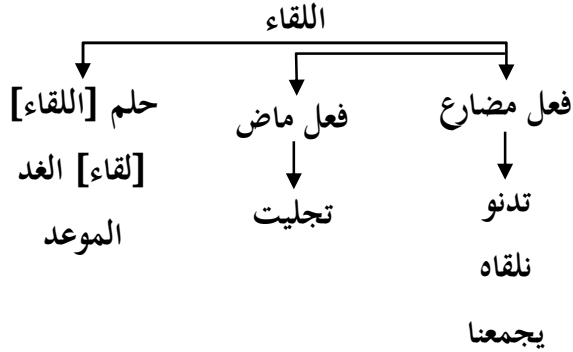 اللقاء
فعل مضارع
تدنو
نلقاه
يجمعنا
فعل ماض
تجليت
حلم [اللقاء]
[لقاء] الغد
الموعد